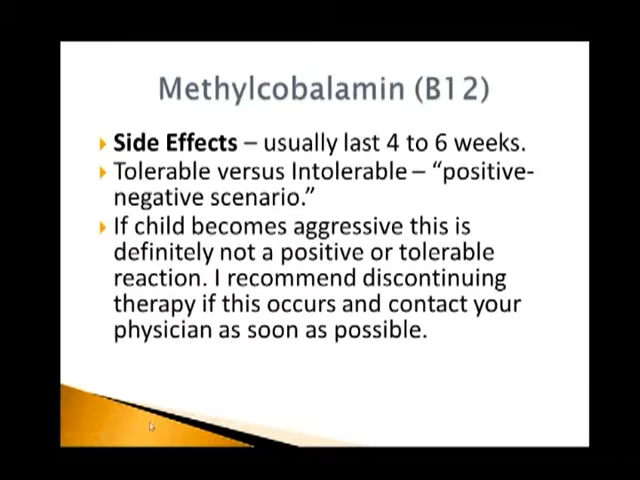 Methylcobalamin (B12)
Side Effects – usually last 4 to 6 weeks.
Tolerable versus Intolerable – “positive-
negative scenario.”
If child becomes aggressive this is
definitely not a positive or tolerable
reaction. I recommend discontinuing
therapy if this occurs and contact your
physician as soon as possible.